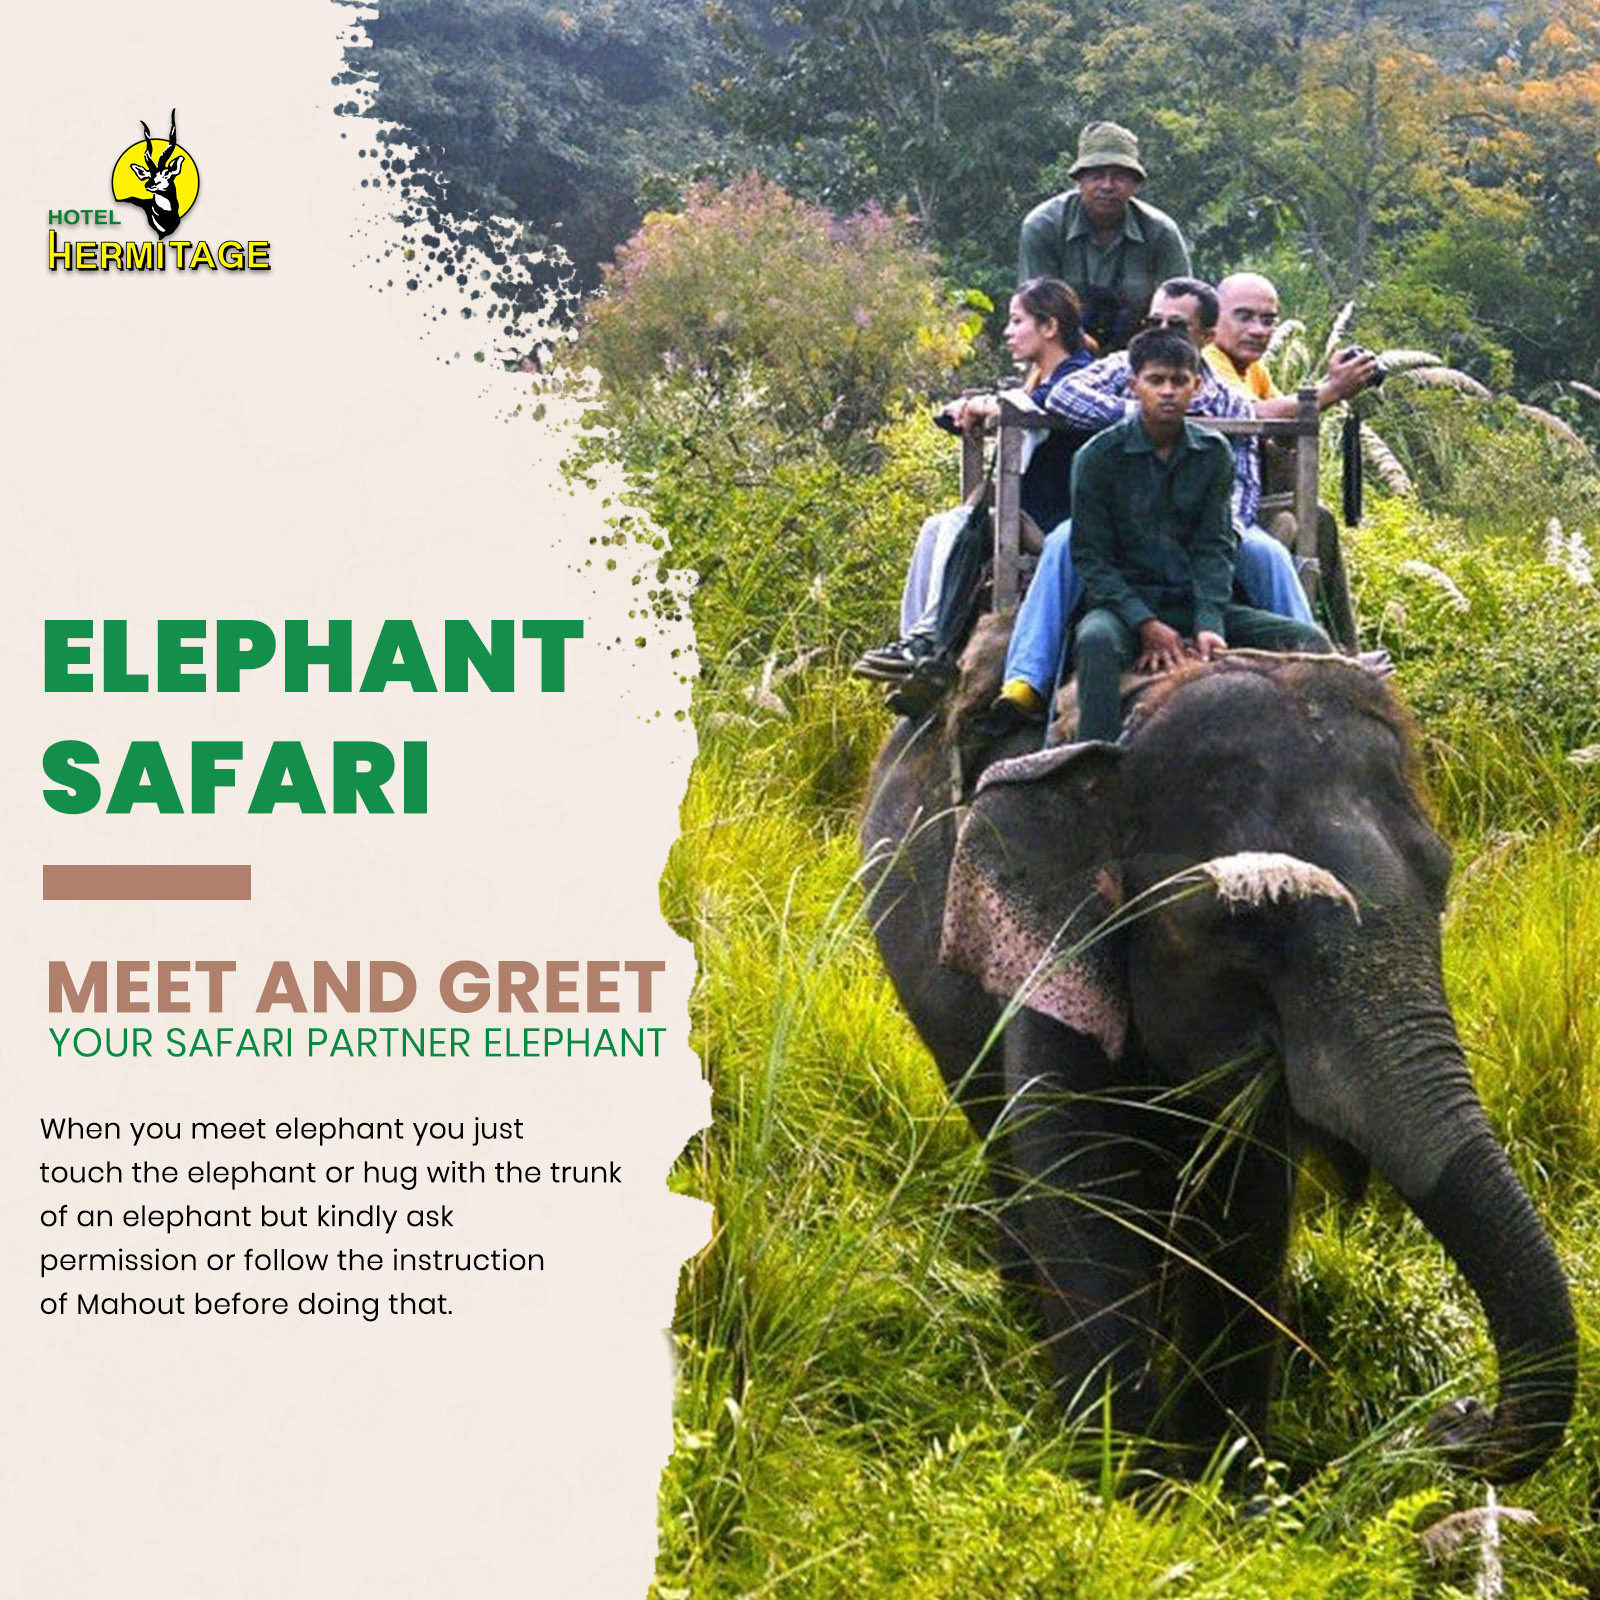 HOTEL
HERMITAGE
ELEPHANT
SAFARI
MEET AND GREET
YOUR SAFARI PARTNER ELEPHANT
When you meet elephant you just
touch the elephant or hug with the trunk
of an elephant but kindly ask
permission or follow the instruction
of Mahout before doing that.